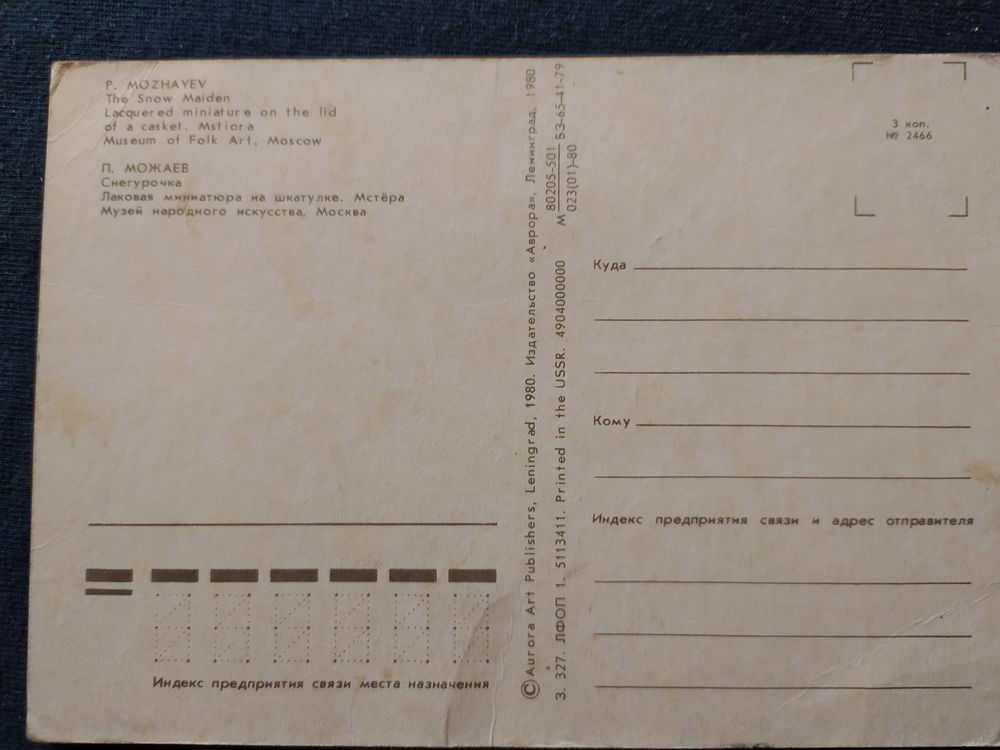 P. MOZHAYEV
The Snow Maiden
Lacquered miniature on the lid
of a casket. Mstiora
Museum of Folk Art, Moscow
П. МОЖАЕВ
Снегурочка
Лаковая миниатюра на шкатулке. Мстёра
Музей народного искусства, Москва
Индекс предприятия связи места назначения
© Aurora Art Publishers, Leningrad, 1980. Издательство «Аврора», Ленинград, 1980
З. 327. ЛФОП 1. 5113411. Printed in the USSR. 4904000000
80205-501
М 023(01)-80
БЗ-65-41-79
3 коп.
№ 2466
Куда
Кому
Индекс предприятия связи и адрес отправителя